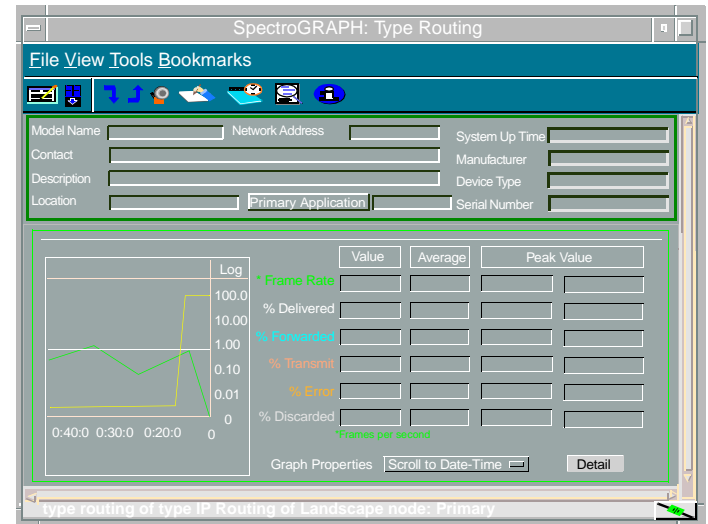 SpectroGRAPH: Type Routing
File View Tools Bookmarks
Model Name Network Address System Up Time
Contact Manufacturer
Description Device Type
Location Primary Application Serial Number
Value Average Peak Value
Log
* Frame Rate
100.0
% Delivered
10.00
% Forwarded
1.00
% Transmit
0.10
% Error
0.01
% Discarded
0
0:40:0 0:30:0 0:20:0 0
*Frames per second
Graph Properties Scroll to Date-Time Detail
type routing of type IP Routing of Landscape node: Primary